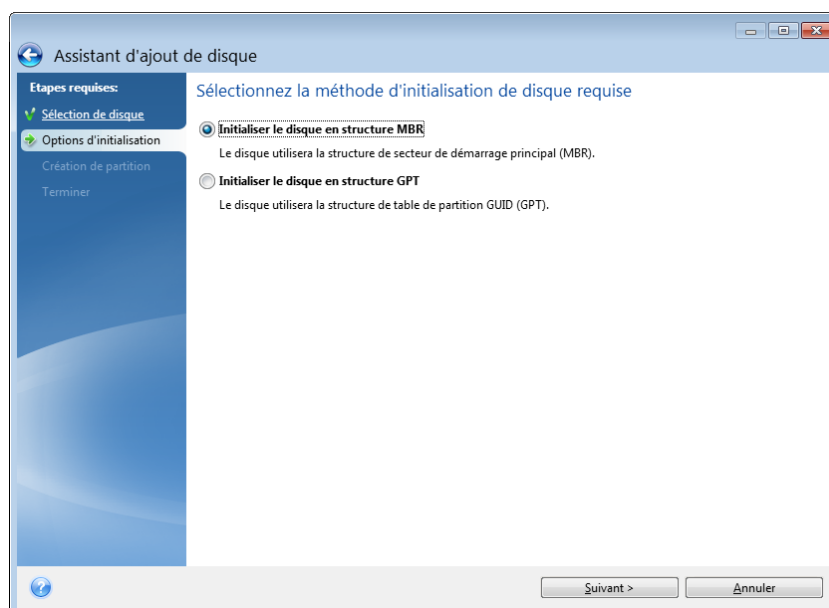 Assistant d'ajout de disque
Etapes requises:
Sélection de disque
Options d'initialisation
Création de partition
Terminer
Sélectionnez la méthode d'initialisation de disque requise
Initialiser le disque en structure MBR
Le disque utilisera la structure de secteur de démarrage principal (MBR).
Initialiser le disque en structure GPT
Le disque utilisera la structure de table de partition GUID (GPT).
?
Suivant >
Annuler